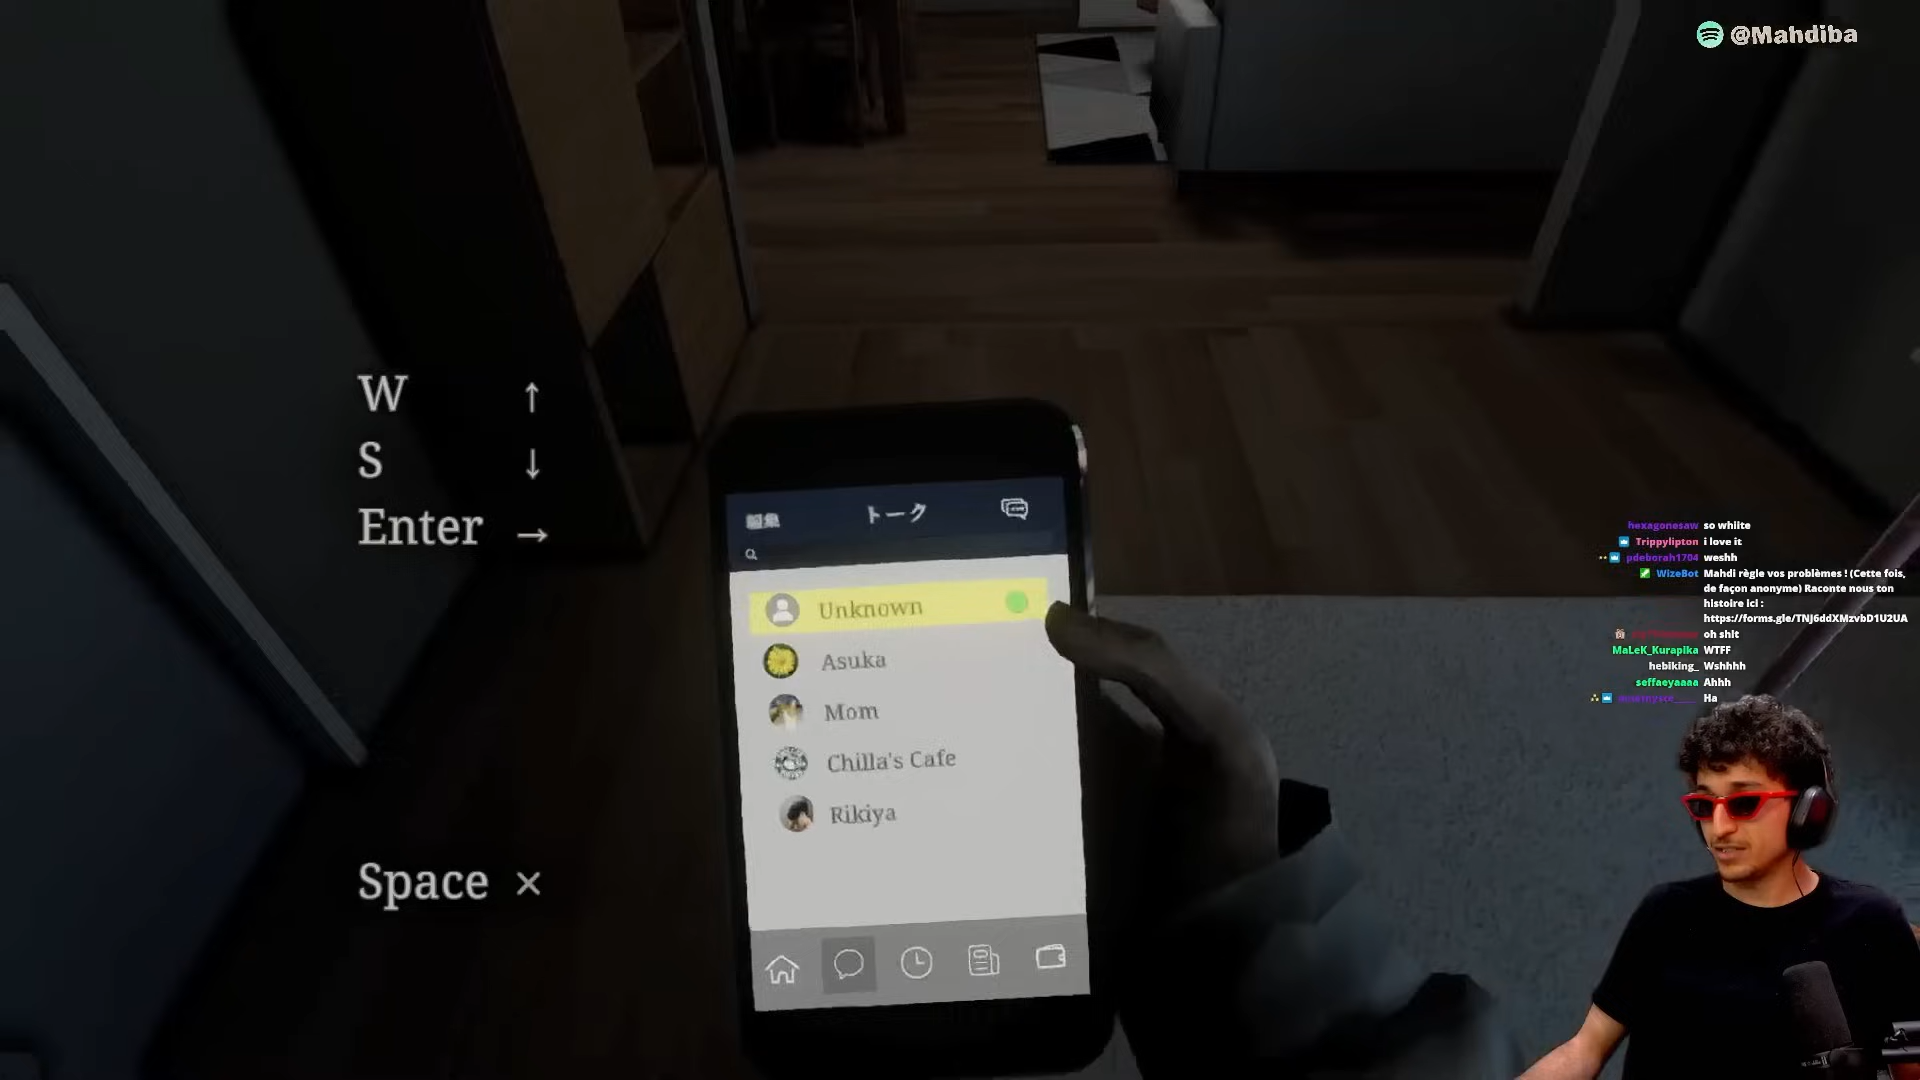 @Mahdiba
W ↑
S ↓
Enter →
Space ×
編集 トーク
Unknown
Asuka
Mom
Chilla's Cafe
Rikiya
hexagonesaw so whiite
Trippylipton i love it
pdeborah1704 weshh
WizeBot Mahdi règle vos problèmes ! (Cette fois,
de façon anonyme) Raconte nous ton
histoire ici :
https://forms.gle/TNJ6ddXMzvbD1U2UA
oh shit
MaLeK_Kurapika WTFF
hebiking_ Wshhhh
seffaeyaaaa Ahhh
Ha